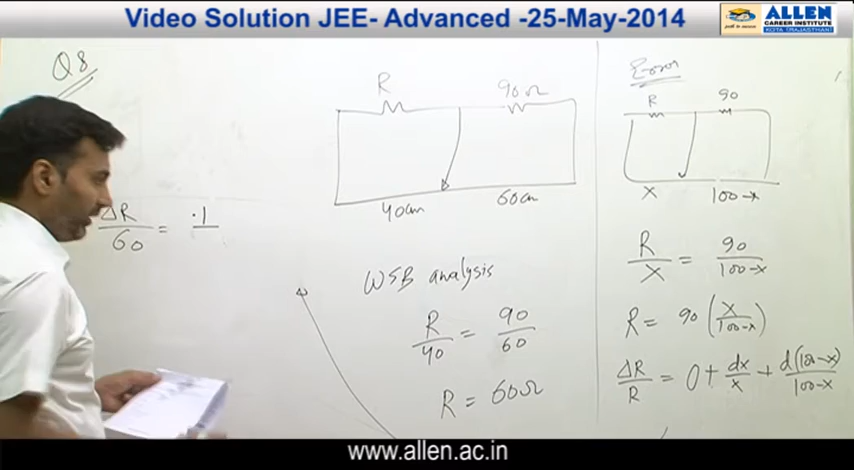 Video Solution JEE- Advanced -25-May-2014
ALLEN
CAREER INSTITUTE
KOTA (RAJASTHAN)
Q8
R
90Ω
40cm
60cm
WSB analysis
R/40 = 90/60
R = 60Ω
ΔR/60 = .1
Error
R
90
x
100-x
R/x = 90/100-x
R = 90(x/100-x)
ΔR/R = 0 + dx/x + d(100-x)/100-x
www.allen.ac.in